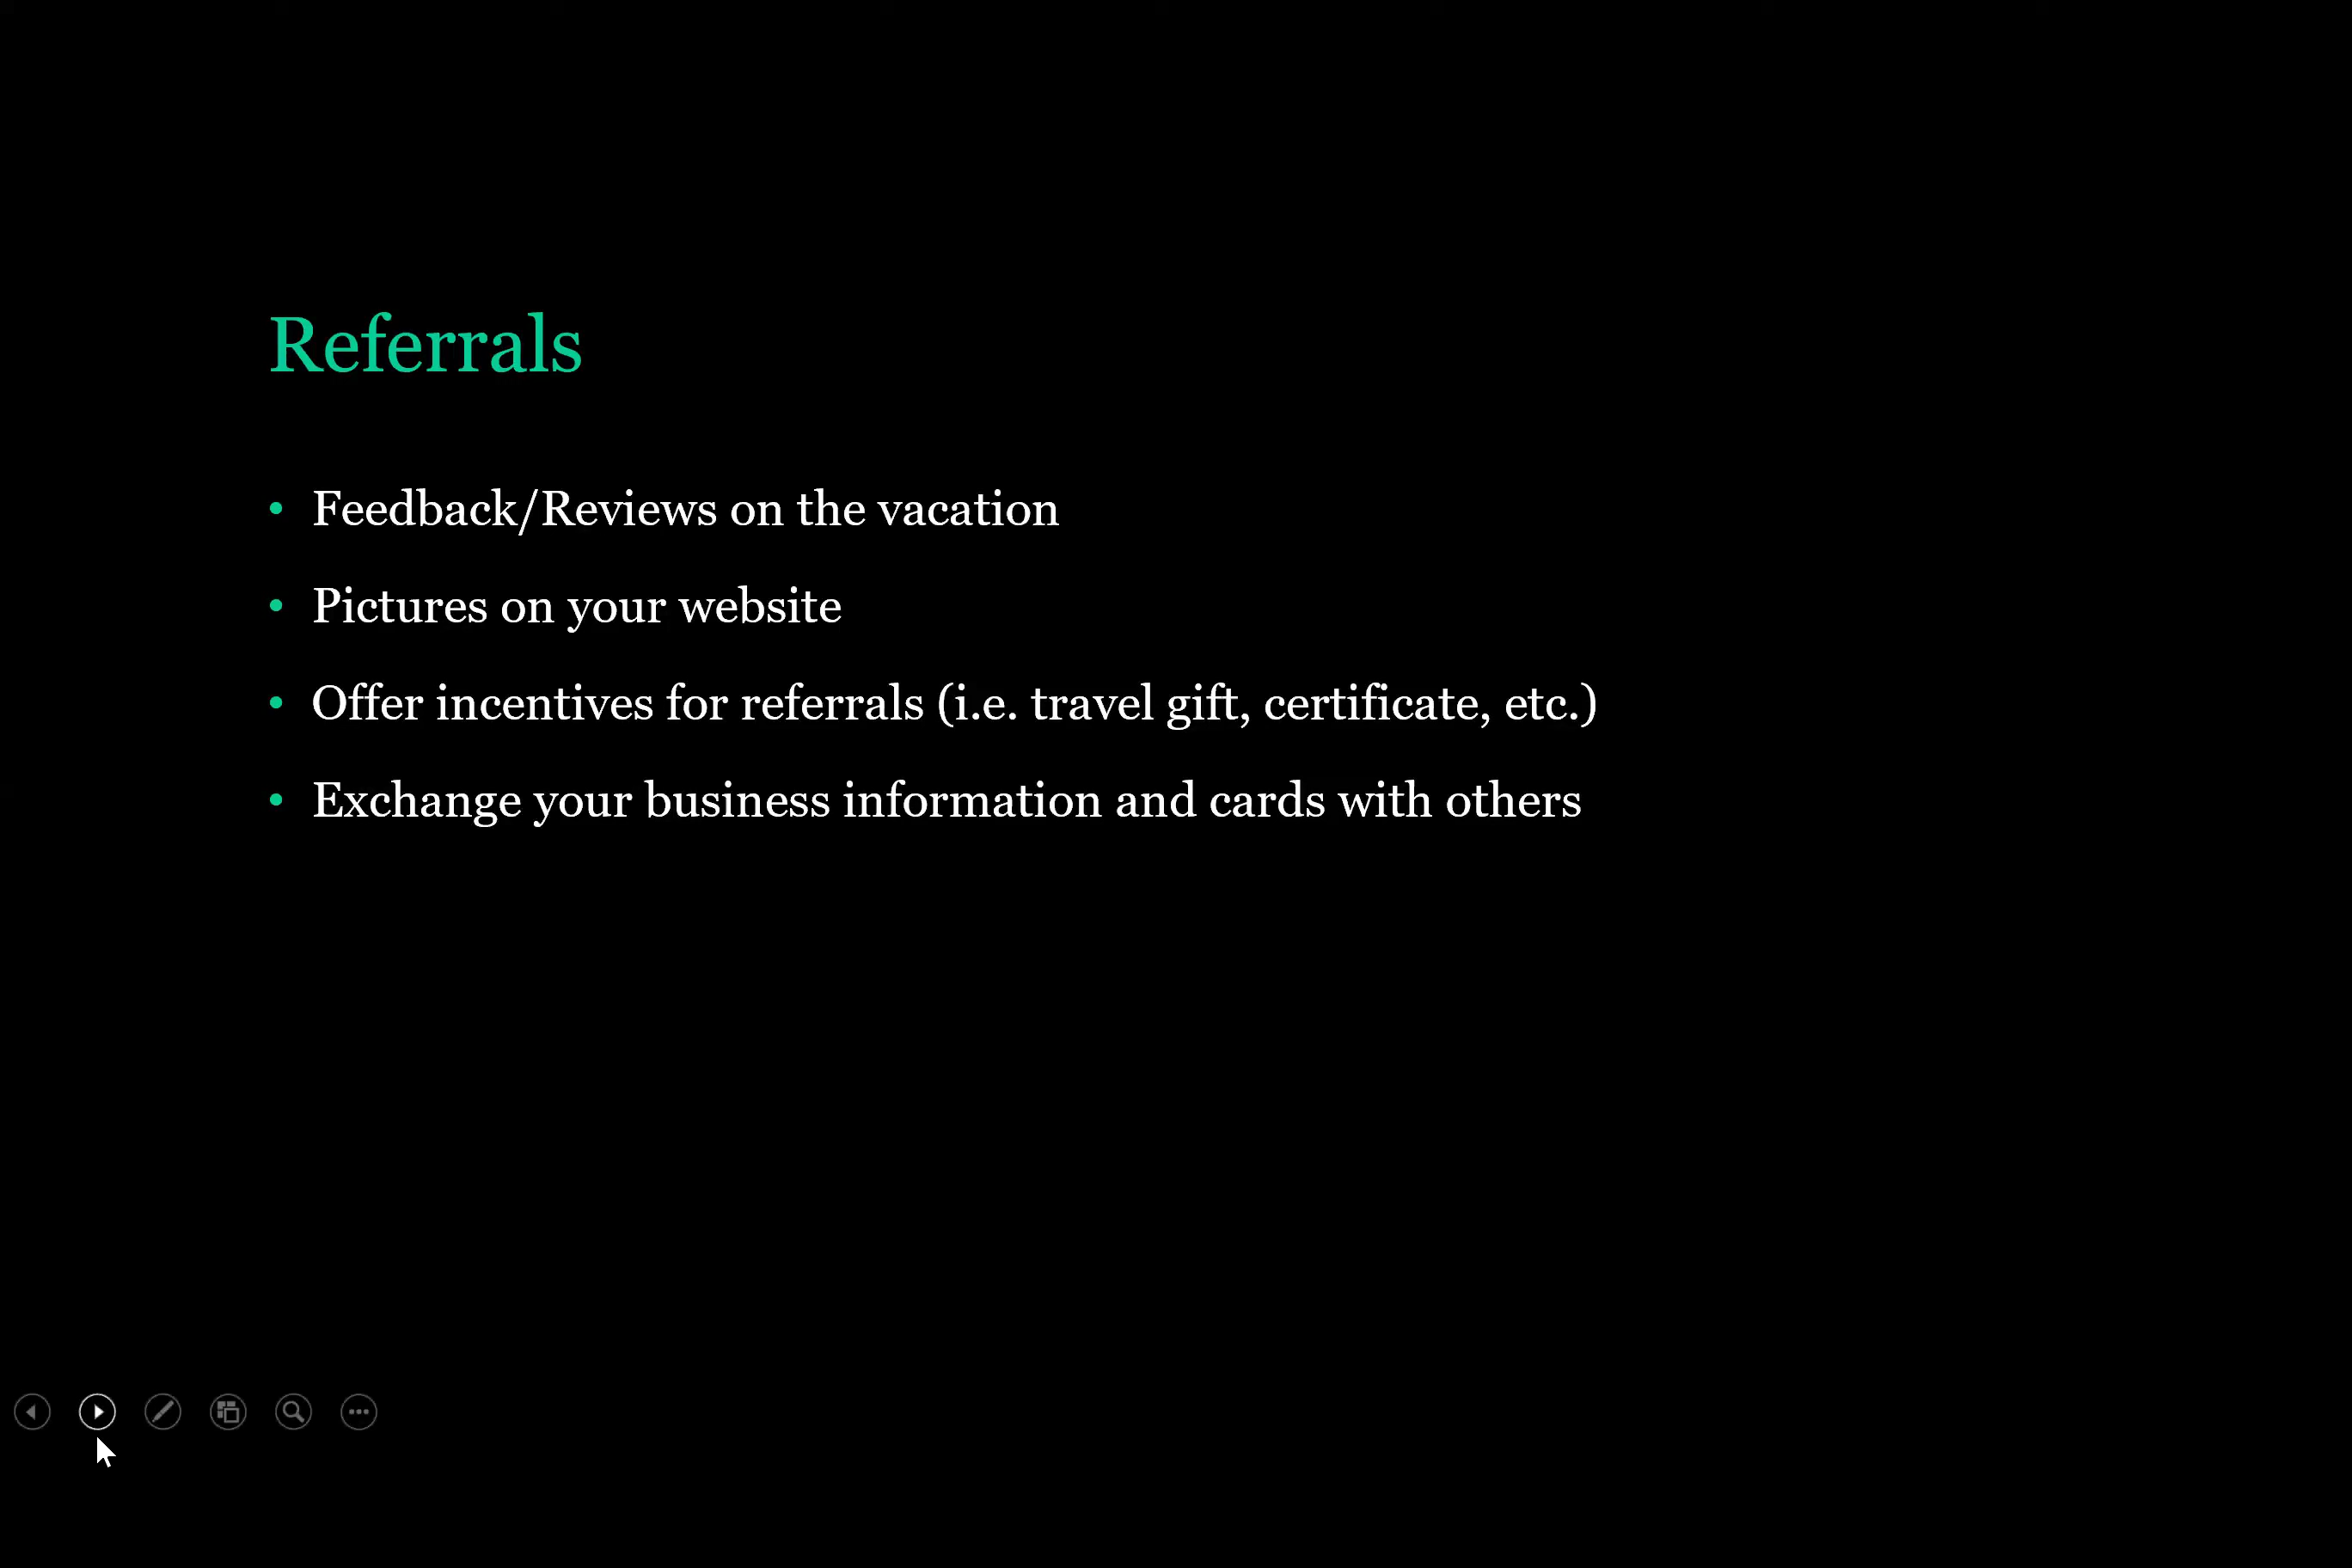 Referrals
• Feedback/Reviews on the vacation
• Pictures on your website
• Offer incentives for referrals (i.e. travel gift, certificate, etc.)
• Exchange your business information and cards with others